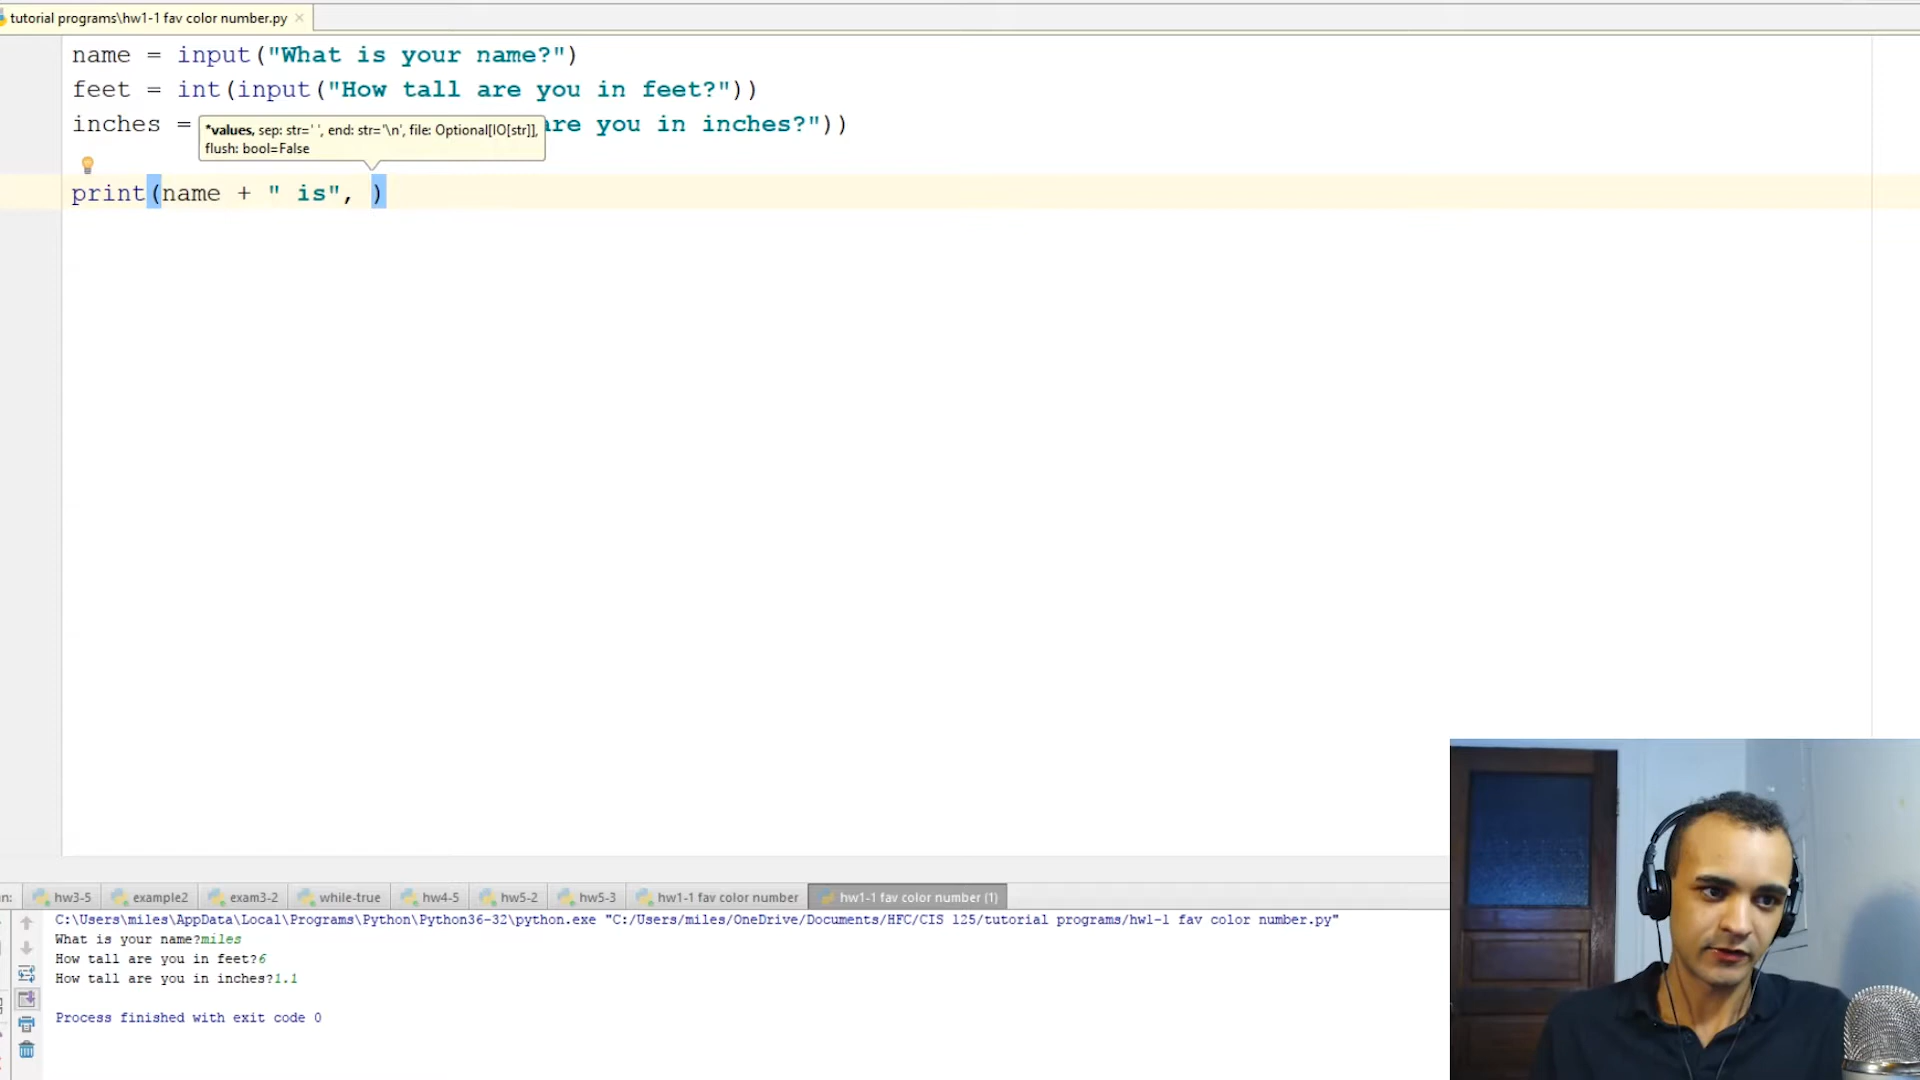 tutorial programs\hw1-1 fav color number.py
name = input("What is your name?")
feet = int(input("How tall are you in feet?"))
inches = are you in inches?"))
*values, sep: str=' ', end: str='\n', file: Optional[IO[str]],
flush: bool=False
print(name + " is", )
n: hw3-5 example2 exam3-2 while-true hw4-5 hw5-2 hw5-3 hw1-1 fav color number hw1-1 fav color number (1)
C:\Users\miles\AppData\Local\Programs\Python\Python36-32\python.exe "C:/Users/miles/OneDrive/Documents/HFC/CIS 125/tutorial programs/hw1-1 fav color number.py"
What is your name?miles
How tall are you in feet?6
How tall are you in inches?1.1
Process finished with exit code 0